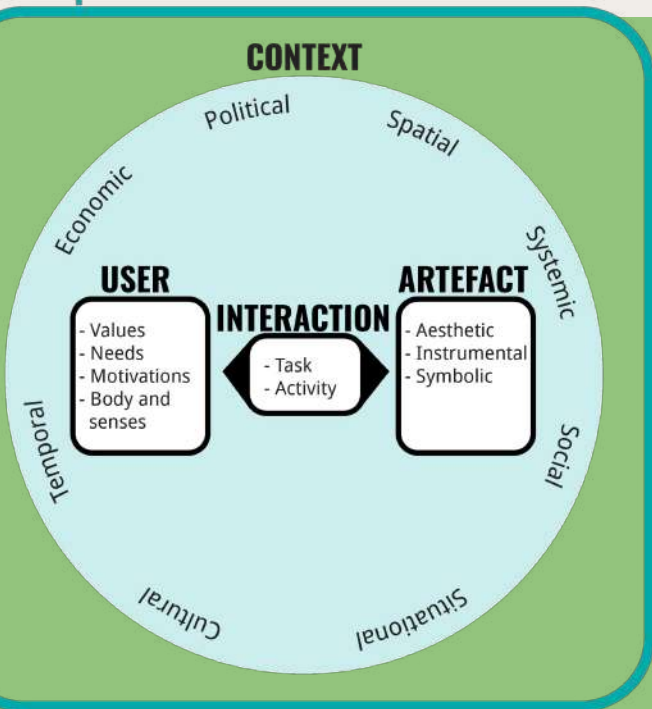 CONTEXT
Political
Spatial
Economic
Systemic
USER
- Values
- Needs
- Motivations
- Body and
senses
INTERACTION
- Task
- Activity
ARTEFACT
- Aesthetic
- Instrumental
- Symbolic
Temporal
Social
Cultural
Situational